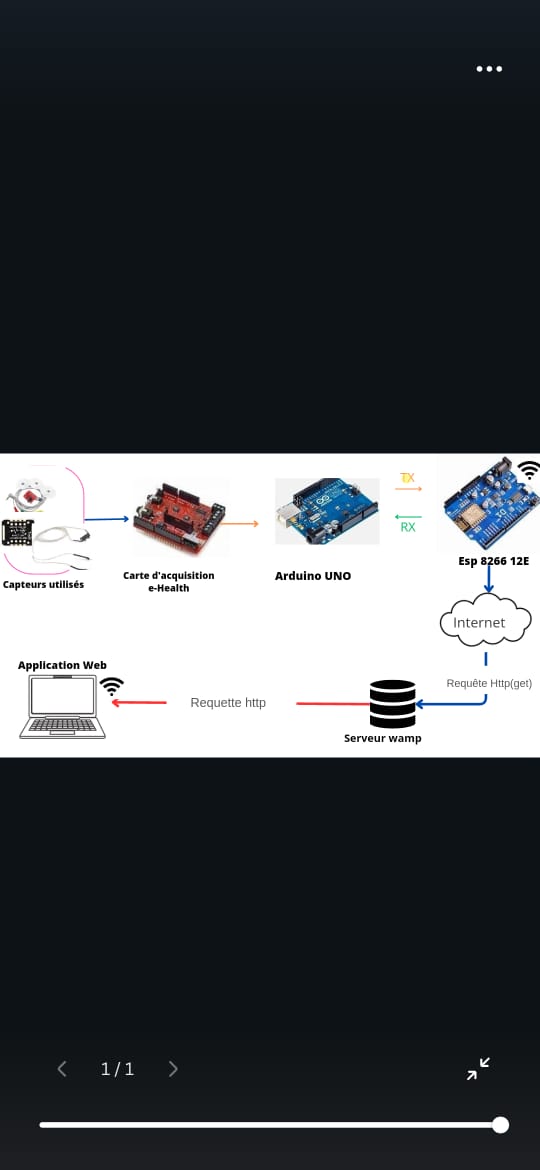 TX
RX
Esp 8266 12E
Capteurs utilisés
Carte d'acquisition
e-Health
Arduino UNO
Internet
Application Web
Requête Http(get)
Requette http
Serveur wamp
1/1